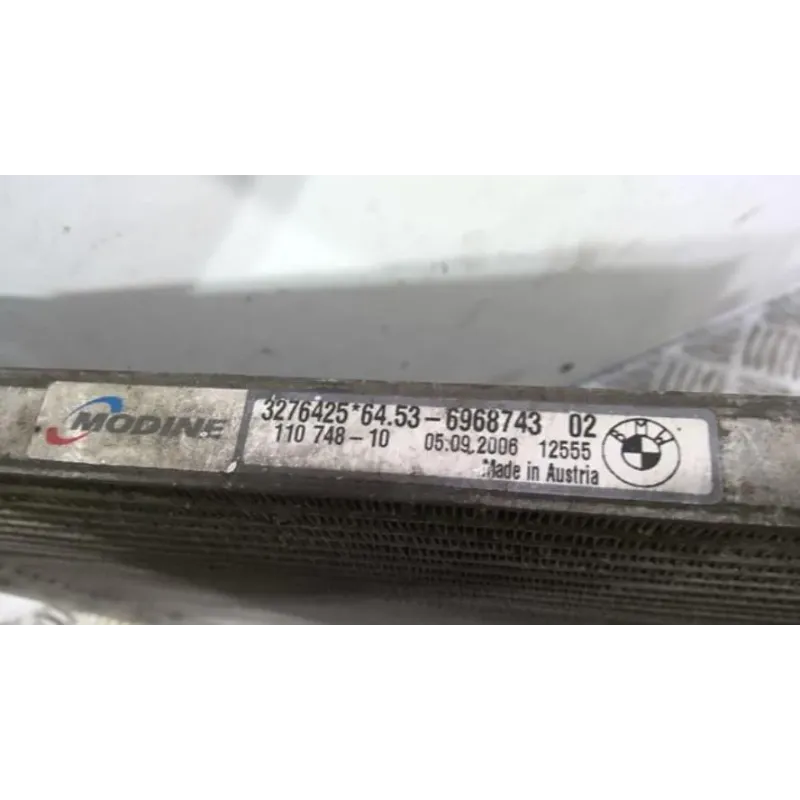 MODINE
3276425*64.53-6968743 02
110 748-10 05.09.2006 12555
*Made in Austria
BMW